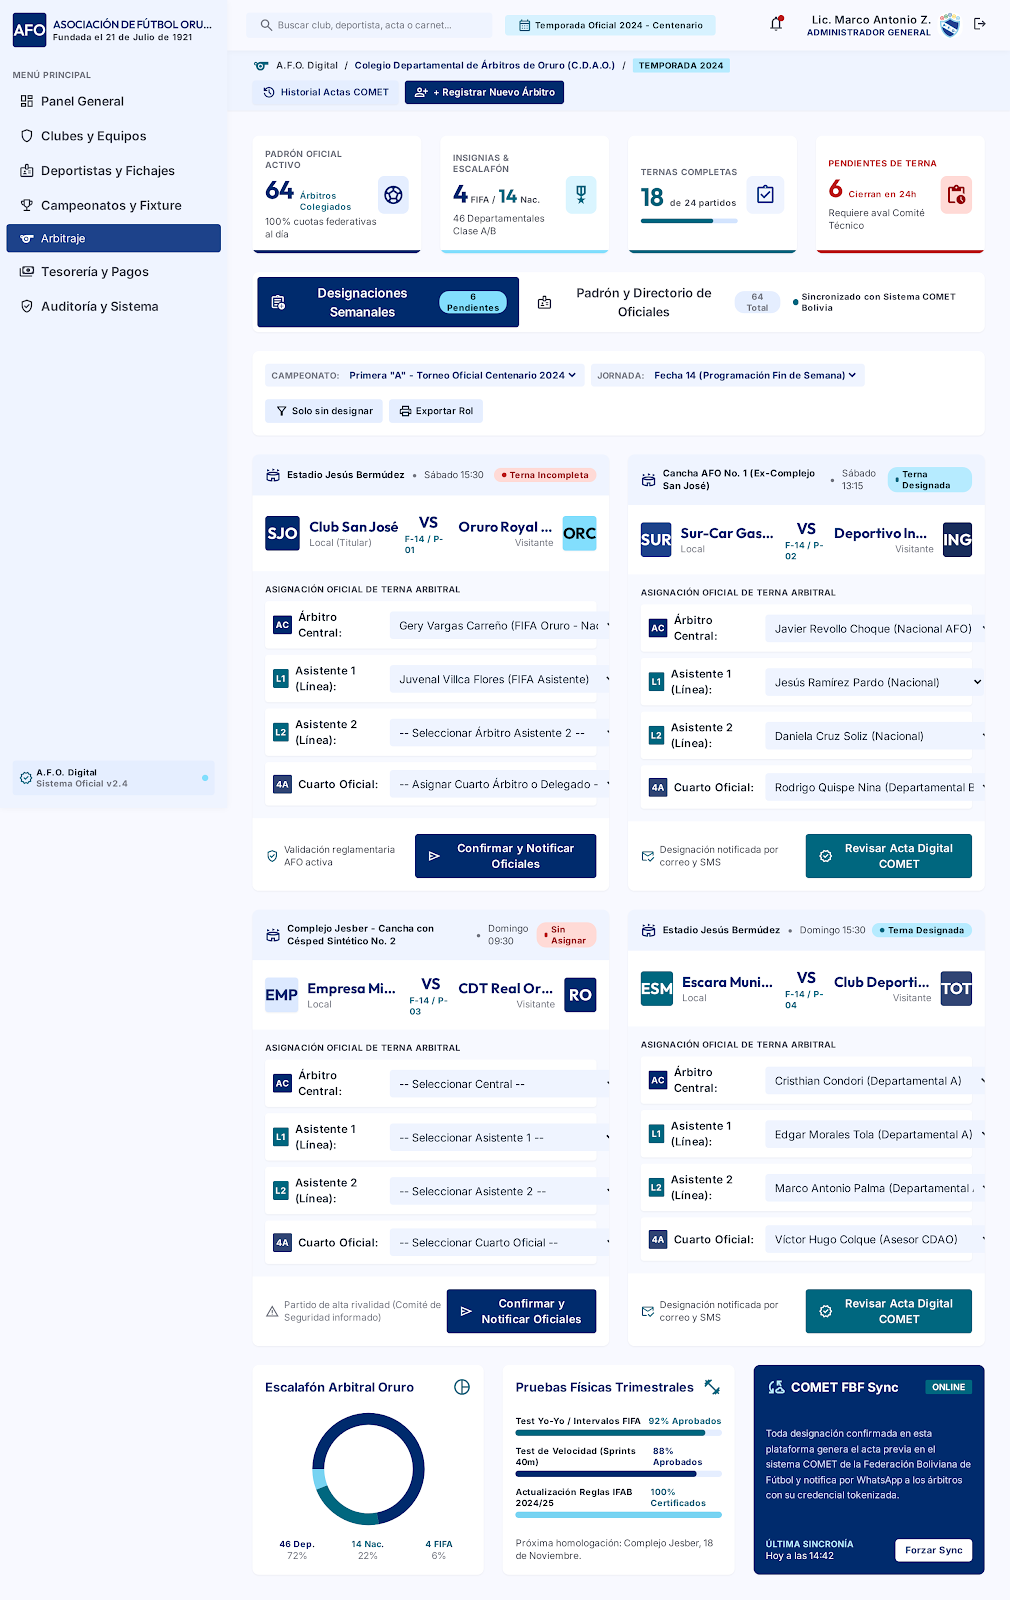 AFO
ASOCIACIÓN DE FÚTBOL ORU...
Fundada el 21 de Julio de 1921
Buscar club, deportista, acta o carnet...
Temporada Oficial 2024 - Centenario
Lic. Marco Antonio Z.
ADMINISTRADOR GENERAL
MENÚ PRINCIPAL
Panel General
Clubes y Equipos
Deportistas y Fichajes
Campeonatos y Fixture
Arbitraje
Tesorería y Pagos
Auditoría y Sistema
A.F.O. Digital
Sistema Oficial v2.4
A.F.O. Digital / Colegio Departamental de Árbitros de Oruro (C.D.A.O.) / TEMPORADA 2024
Historial Actas COMET
+ Registrar Nuevo Árbitro
PADRÓN OFICIAL
ACTIVO
64 Árbitros
Colegiados
100% cuotas federativas
al día
INSIGNIAS &
ESCALAFÓN
4 FIFA / 14 Nac.
46 Departamentales
Clase A/B
TERNAS COMPLETAS
18 de 24 partidos
PENDIENTES DE TERNA
6 Cierran en 24h
Requiere aval Comité
Técnico
Designaciones
Semanales
6
Pendientes
Padrón y Directorio de
Oficiales
64
Total
Sincronizado con Sistema COMET
Bolivia
CAMPEONATO: Primera "A" - Torneo Oficial Centenario 2024
JORNADA: Fecha 14 (Programación Fin de Semana)
Solo sin designar
Exportar Rol
Estadio Jesús Bermúdez • Sábado 15:30
Terna Incompleta
SJO
Club San José
Local (Titular)
VS
F-14 / P-
01
Oruro Royal ...
Visitante
ORC
ASIGNACIÓN OFICIAL DE TERNA ARBITRAL
AC
Árbitro
Central:
Gery Vargas Carreño (FIFA Oruro - Nac
L1
Asistente 1
(Línea):
Juvenal Villca Flores (FIFA Asistente)
L2
Asistente 2
(Línea):
-- Seleccionar Árbitro Asistente 2 --
4A
Cuarto Oficial:
-- Asignar Cuarto Árbitro o Delegado -
Validación reglamentaria
AFO activa
Confirmar y Notificar
Oficiales
Cancha AFO No. 1 (Ex-Complejo
San José)
• Sábado
13:15
Terna
Designada
SUR
Sur-Car Gas...
Local
VS
F-14 / P-
02
Deportivo In...
Visitante
ING
ASIGNACIÓN OFICIAL DE TERNA ARBITRAL
AC
Árbitro
Central:
Javier Revollo Choque (Nacional AFO)
L1
Asistente 1
(Línea):
Jesús Ramírez Pardo (Nacional)
L2
Asistente 2
(Línea):
Daniela Cruz Soliz (Nacional)
4A
Cuarto Oficial:
Rodrigo Quispe Nina (Departamental B
Designación notificada por
correo y SMS
Revisar Acta Digital
COMET
Complejo Jesber - Cancha con
Césped Sintético No. 2
• Domingo
09:30
Sin
Asignar
EMP
Empresa Mi...
Local
VS
F-14 / P-
03
CDT Real Or...
Visitante
RO
ASIGNACIÓN OFICIAL DE TERNA ARBITRAL
AC
Árbitro
Central:
-- Seleccionar Central --
L1
Asistente 1
(Línea):
-- Seleccionar Asistente 1 --
L2
Asistente 2
(Línea):
-- Seleccionar Asistente 2 --
4A
Cuarto Oficial:
-- Seleccionar Cuarto Oficial --
Partido de alta rivalidad (Comité de
Seguridad informado)
Confirmar y
Notificar Oficiales
Estadio Jesús Bermúdez • Domingo 15:30
Terna Designada
ESM
Escara Muni...
Local
VS
F-14 / P-
04
Club Deporti...
Visitante
TOT
ASIGNACIÓN OFICIAL DE TERNA ARBITRAL
AC
Árbitro
Central:
Cristhian Condori (Departamental A)
L1
Asistente 1
(Línea):
Edgar Morales Tola (Departamental A)
L2
Asistente 2
(Línea):
Marco Antonio Palma (Departamental
4A
Cuarto Oficial:
Víctor Hugo Colque (Asesor CDAO)
Designación notificada por
correo y SMS
Revisar Acta Digital
COMET
Escalafón Arbitral Oruro
46 Dep.
72%
14 Nac.
22%
4 FIFA
6%
Pruebas Físicas Trimestrales
Test Yo-Yo / Intervalos FIFA
92% Aprobados
Test de Velocidad (Sprints
40m)
88%
Aprobados
Actualización Reglas IFAB
2024/25
100%
Certificados
Próxima homologación: Complejo Jesber, 18
de Noviembre.
COMET FBF Sync
ONLINE
Toda designación confirmada en esta
plataforma genera el acta previa en el
sistema COMET de la Federación Boliviana de
Fútbol y notifica por WhatsApp a los árbitros
con su credencial tokenizada.
ÚLTIMA SINCRONÍA
Hoy a las 14:42
Forzar Sync